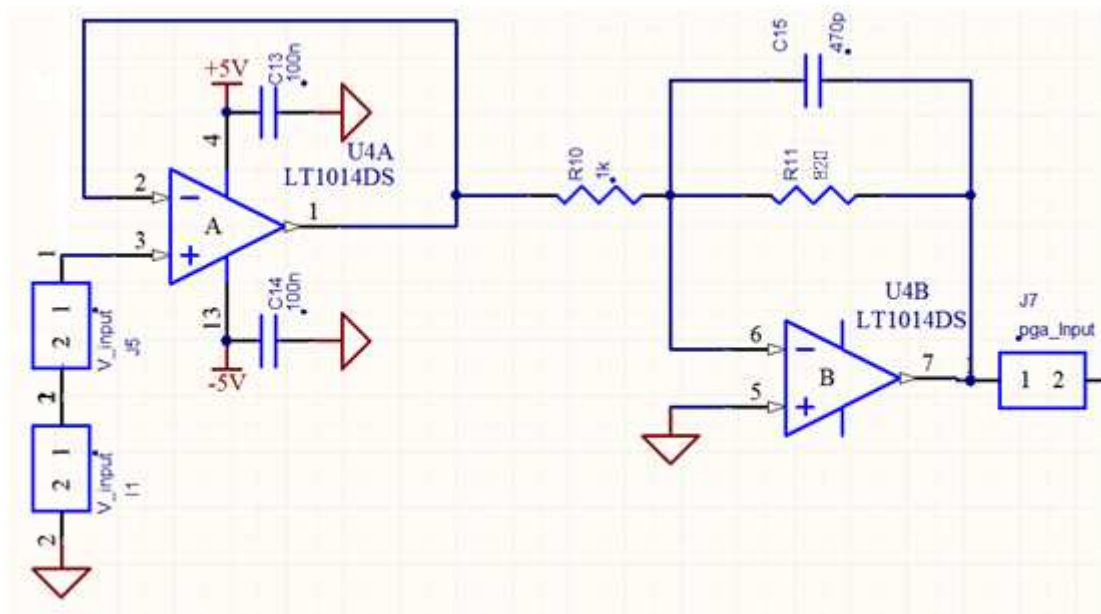 C15
470p
+5V
C13
100n
4
U4A
LT1014DS
R10
1k
R11
820
2
A
1
3
1
13
C14
100n
1
2
V_input
J5
-5V
U4B
LT1014DS
J7
pga_Input
6
B
7
1
1 2
5
2
1
2
V_input
I1
2